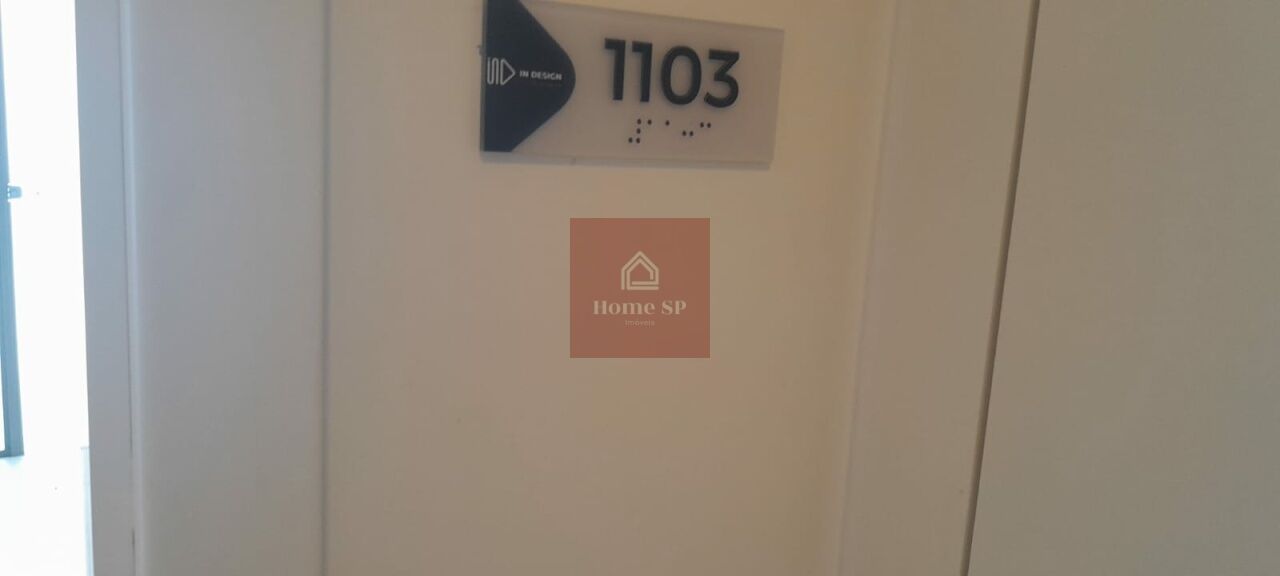 IN DESIGN
1103
⠼⠁⠁⠚⠉
Home SP
Imóveis